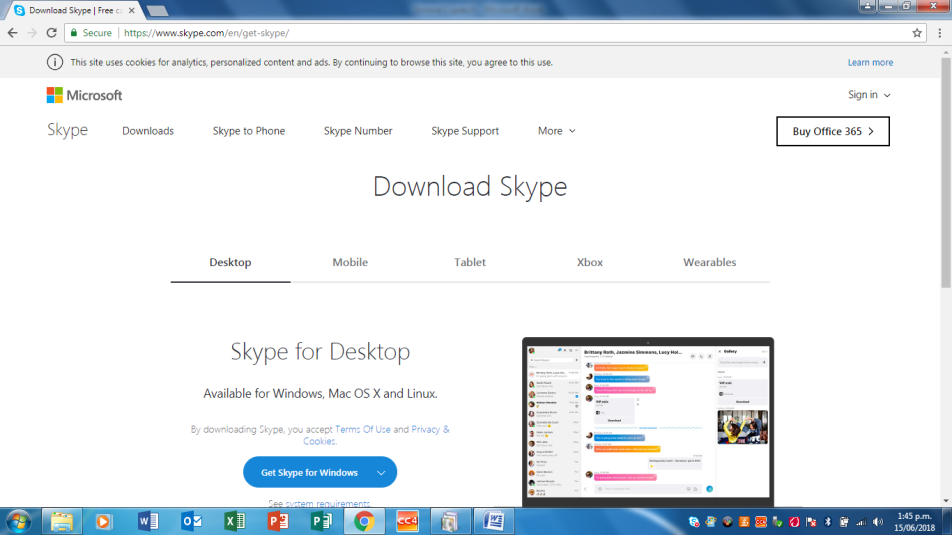 Download Skype | Free c
Secure https://www.skype.com/en/get-skype/
This site uses cookies for analytics, personalized content and ads. By continuing to browse this site, you agree to this use. Learn more
Microsoft Sign in
Skype Downloads Skype to Phone Skype Number Skype Support More Buy Office 365
Download Skype
Desktop Mobile Tablet Xbox Wearables
Skype for Desktop
Available for Windows, Mac OS X and Linux.
By downloading Skype, you accept Terms Of Use and Privacy &
Cookies.
Get Skype for Windows
See system requirements
Brittany Roth, Jazmine Simmons, Lucy Hol...
Gallery
Download
Download
CC4
1:45 p.m.
15/06/2018